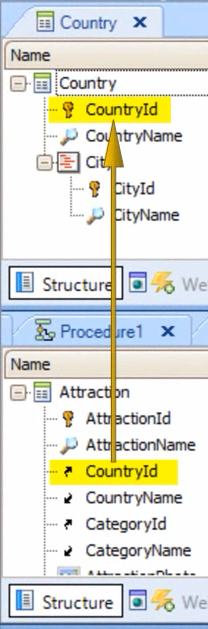 Country
Name
Country
CountryId
CountryName
City
CityId
CityName
Structure
We
Procedure1
Name
Attraction
AttractionId
AttractionName
CountryId
CountryName
CategoryId
CategoryName
AttractionPhoto
Structure
We